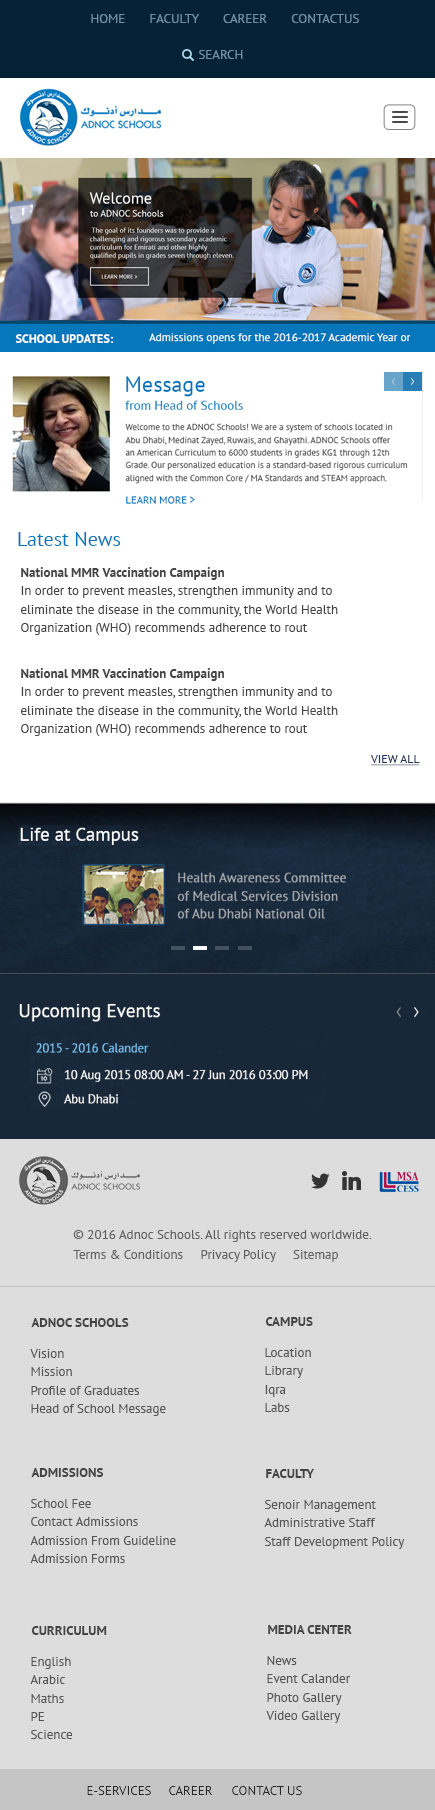 HOME FACULTY CAREER CONTACTUS
SEARCH
مــدارس أدنــوك
ADNOC SCHOOLS
Welcome
to ADNOC Schools
The goal of its founders was to provide a
challenging and rigorous secondary academic
curriculum for Emirati and other highly
qualified pupils in grades seven through eleven.
LEARN MORE >
SCHOOL UPDATES: Admissions opens for the 2016-2017 Academic Year or
Message
from Head of Schools
Welcome to the ADNOC Schools! We are a system of schools located in
Abu Dhabi, Medinat Zayed, Ruwais, and Ghayathi. ADNOC Schools offer
an American Curriculum to 6000 students in grades KG1 through 12th
Grade. Our personalized education is a standard-based rigorous curriculum
aligned with the Common Core / MA Standards and STEAM approach.
LEARN MORE >
Latest News
National MMR Vaccination Campaign
In order to prevent measles, strengthen immunity and to
eliminate the disease in the community, the World Health
Organization (WHO) recommends adherence to rout
National MMR Vaccination Campaign
In order to prevent measles, strengthen immunity and to
eliminate the disease in the community, the World Health
Organization (WHO) recommends adherence to rout
VIEW ALL
Life at Campus
Health Awareness Committee
of Medical Services Division
of Abu Dhabi National Oil
Upcoming Events
2015 - 2016 Calander
10 Aug 2015 08:00 AM - 27 Jun 2016 03:00 PM
Abu Dhabi
مــدارس أدنــوك
ADNOC SCHOOLS
MSA
CESS
© 2016 Adnoc Schools. All rights reserved worldwide.
Terms & Conditions Privacy Policy Sitemap
ADNOC SCHOOLS
Vision
Mission
Profile of Graduates
Head of School Message
CAMPUS
Location
Library
Iqra
Labs
ADMISSIONS
School Fee
Contact Admissions
Admission From Guideline
Admission Forms
FACULTY
Senoir Management
Administrative Staff
Staff Development Policy
CURRICULUM
English
Arabic
Maths
PE
Science
MEDIA CENTER
News
Event Calander
Photo Gallery
Video Gallery
E-SERVICES CAREER CONTACT US